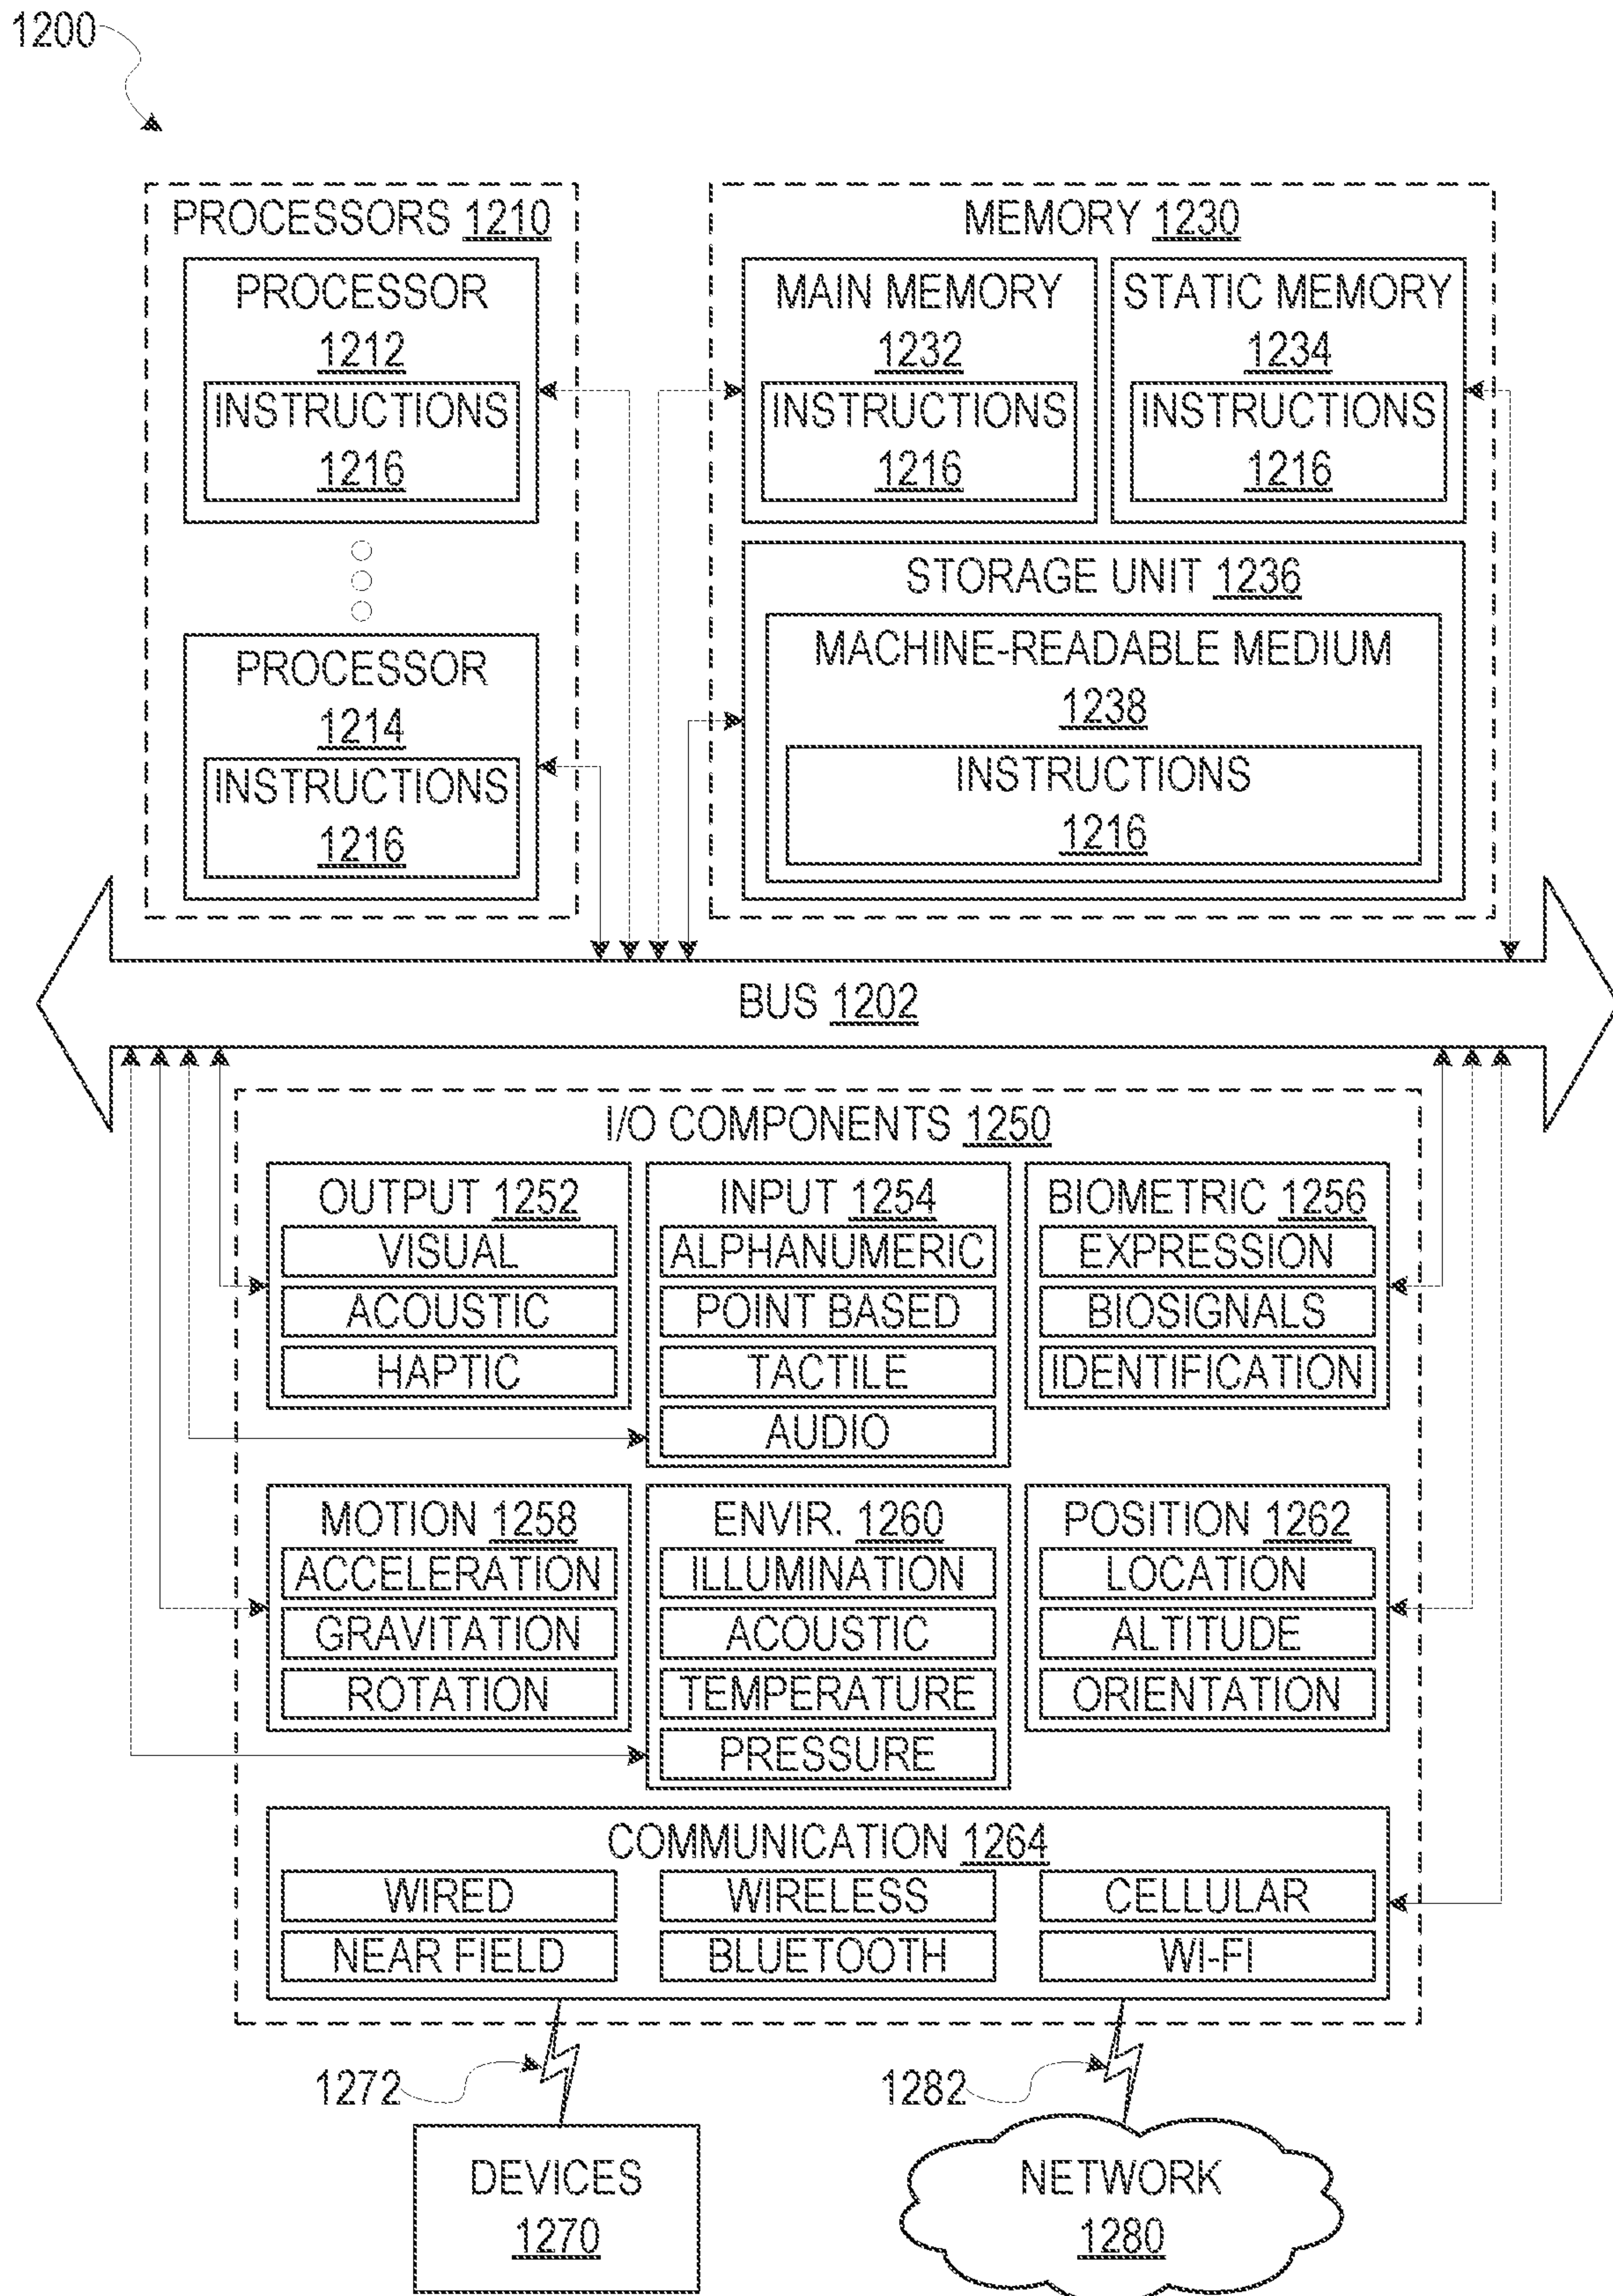 1200
PROCESSORS 1210
PROCESSOR
1212
INSTRUCTIONS
1216
PROCESSOR
1214
INSTRUCTIONS
1216
MEMORY 1230
MAIN MEMORY
1232
INSTRUCTIONS
1216
STATIC MEMORY
1234
INSTRUCTIONS
1216
STORAGE UNIT 1236
MACHINE-READABLE MEDIUM
1238
INSTRUCTIONS
1216
BUS 1202
I/O COMPONENTS 1250
OUTPUT 1252
VISUAL
ACOUSTIC
HAPTIC
INPUT 1254
ALPHANUMERIC
POINT BASED
TACTILE
AUDIO
BIOMETRIC 1256
EXPRESSION
BIOSIGNALS
IDENTIFICATION
MOTION 1258
ACCELERATION
GRAVITATION
ROTATION
ENVIR. 1260
ILLUMINATION
ACOUSTIC
TEMPERATURE
PRESSURE
POSITION 1262
LOCATION
ALTITUDE
ORIENTATION
COMMUNICATION 1264
WIRED
WIRELESS
CELLULAR
NEAR FIELD
BLUETOOTH
WI-FI
1272
1282
DEVICES
1270
NETWORK
1280